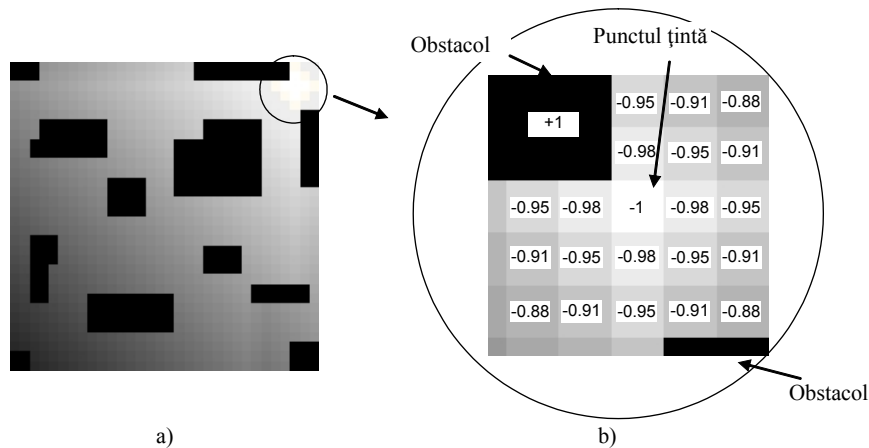 Obstacol
Punctul ţintă
+1
-0.95 -0.91 -0.88
-0.98 -0.95 -0.91
-0.95 -0.98 -1 -0.98 -0.95
-0.91 -0.95 -0.98 -0.95 -0.91
-0.88 -0.91 -0.95 -0.91 -0.88
Obstacol
a)
b)